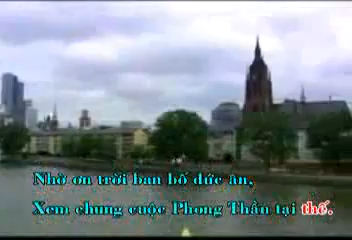 Nhờ ơn trời ban bố đức ân,
Xem chung cuộc Phong Thần tại thế.